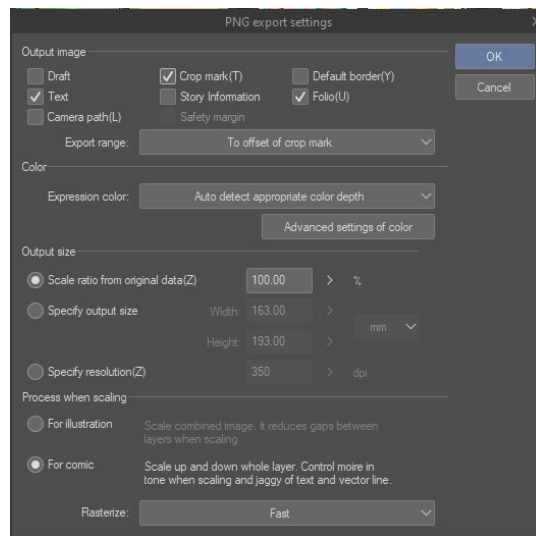 PNG export settings
Output image
OK
Draft
Crop mark(T)
Default border(Y)
Cancel
Text
Story Information
Folio(U)
Camera path(L)
Safety margin
Export range:
To offset of crop mark
Color
Expression color:
Auto detect appropriate color depth
Advanced settings of color
Output size
Scale ratio from original data(Z)
100.00
%
Specify output size
Width:
163.00
mm
Height:
193.00
Specify resolution(Z)
350
dpi
Process when scaling
For illustration
Scale combined image. It reduces gaps between
layers when scaling
For comic
Scale up and down whole layer. Control moire in
tone when scaling and jaggy of text and vector line.
Rasterize:
Fast